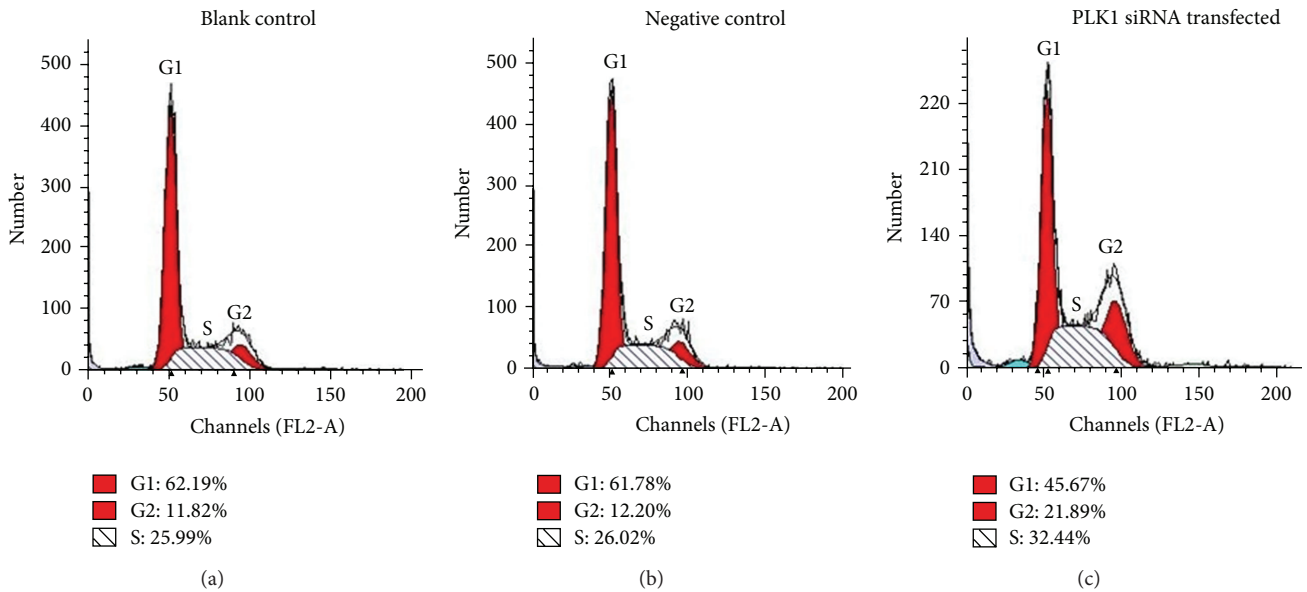 Blank control
500
400
300
200
100
0
Number
G1
S
G2
0 50 100 150 200
Channels (FL2-A)
G1: 62.19%
G2: 11.82%
S: 25.99%
(a)
Negative control
500
400
300
200
100
0
Number
G1
S
G2
0 50 100 150 200
Channels (FL2-A)
G1: 61.78%
G2: 12.20%
S: 26.02%
(b)
PLK1 siRNA transfected
220
210
140
70
0
Number
G1
S
G2
0 50 100 150 200
Channels (FL2-A)
G1: 45.67%
G2: 21.89%
S: 32.44%
(c)